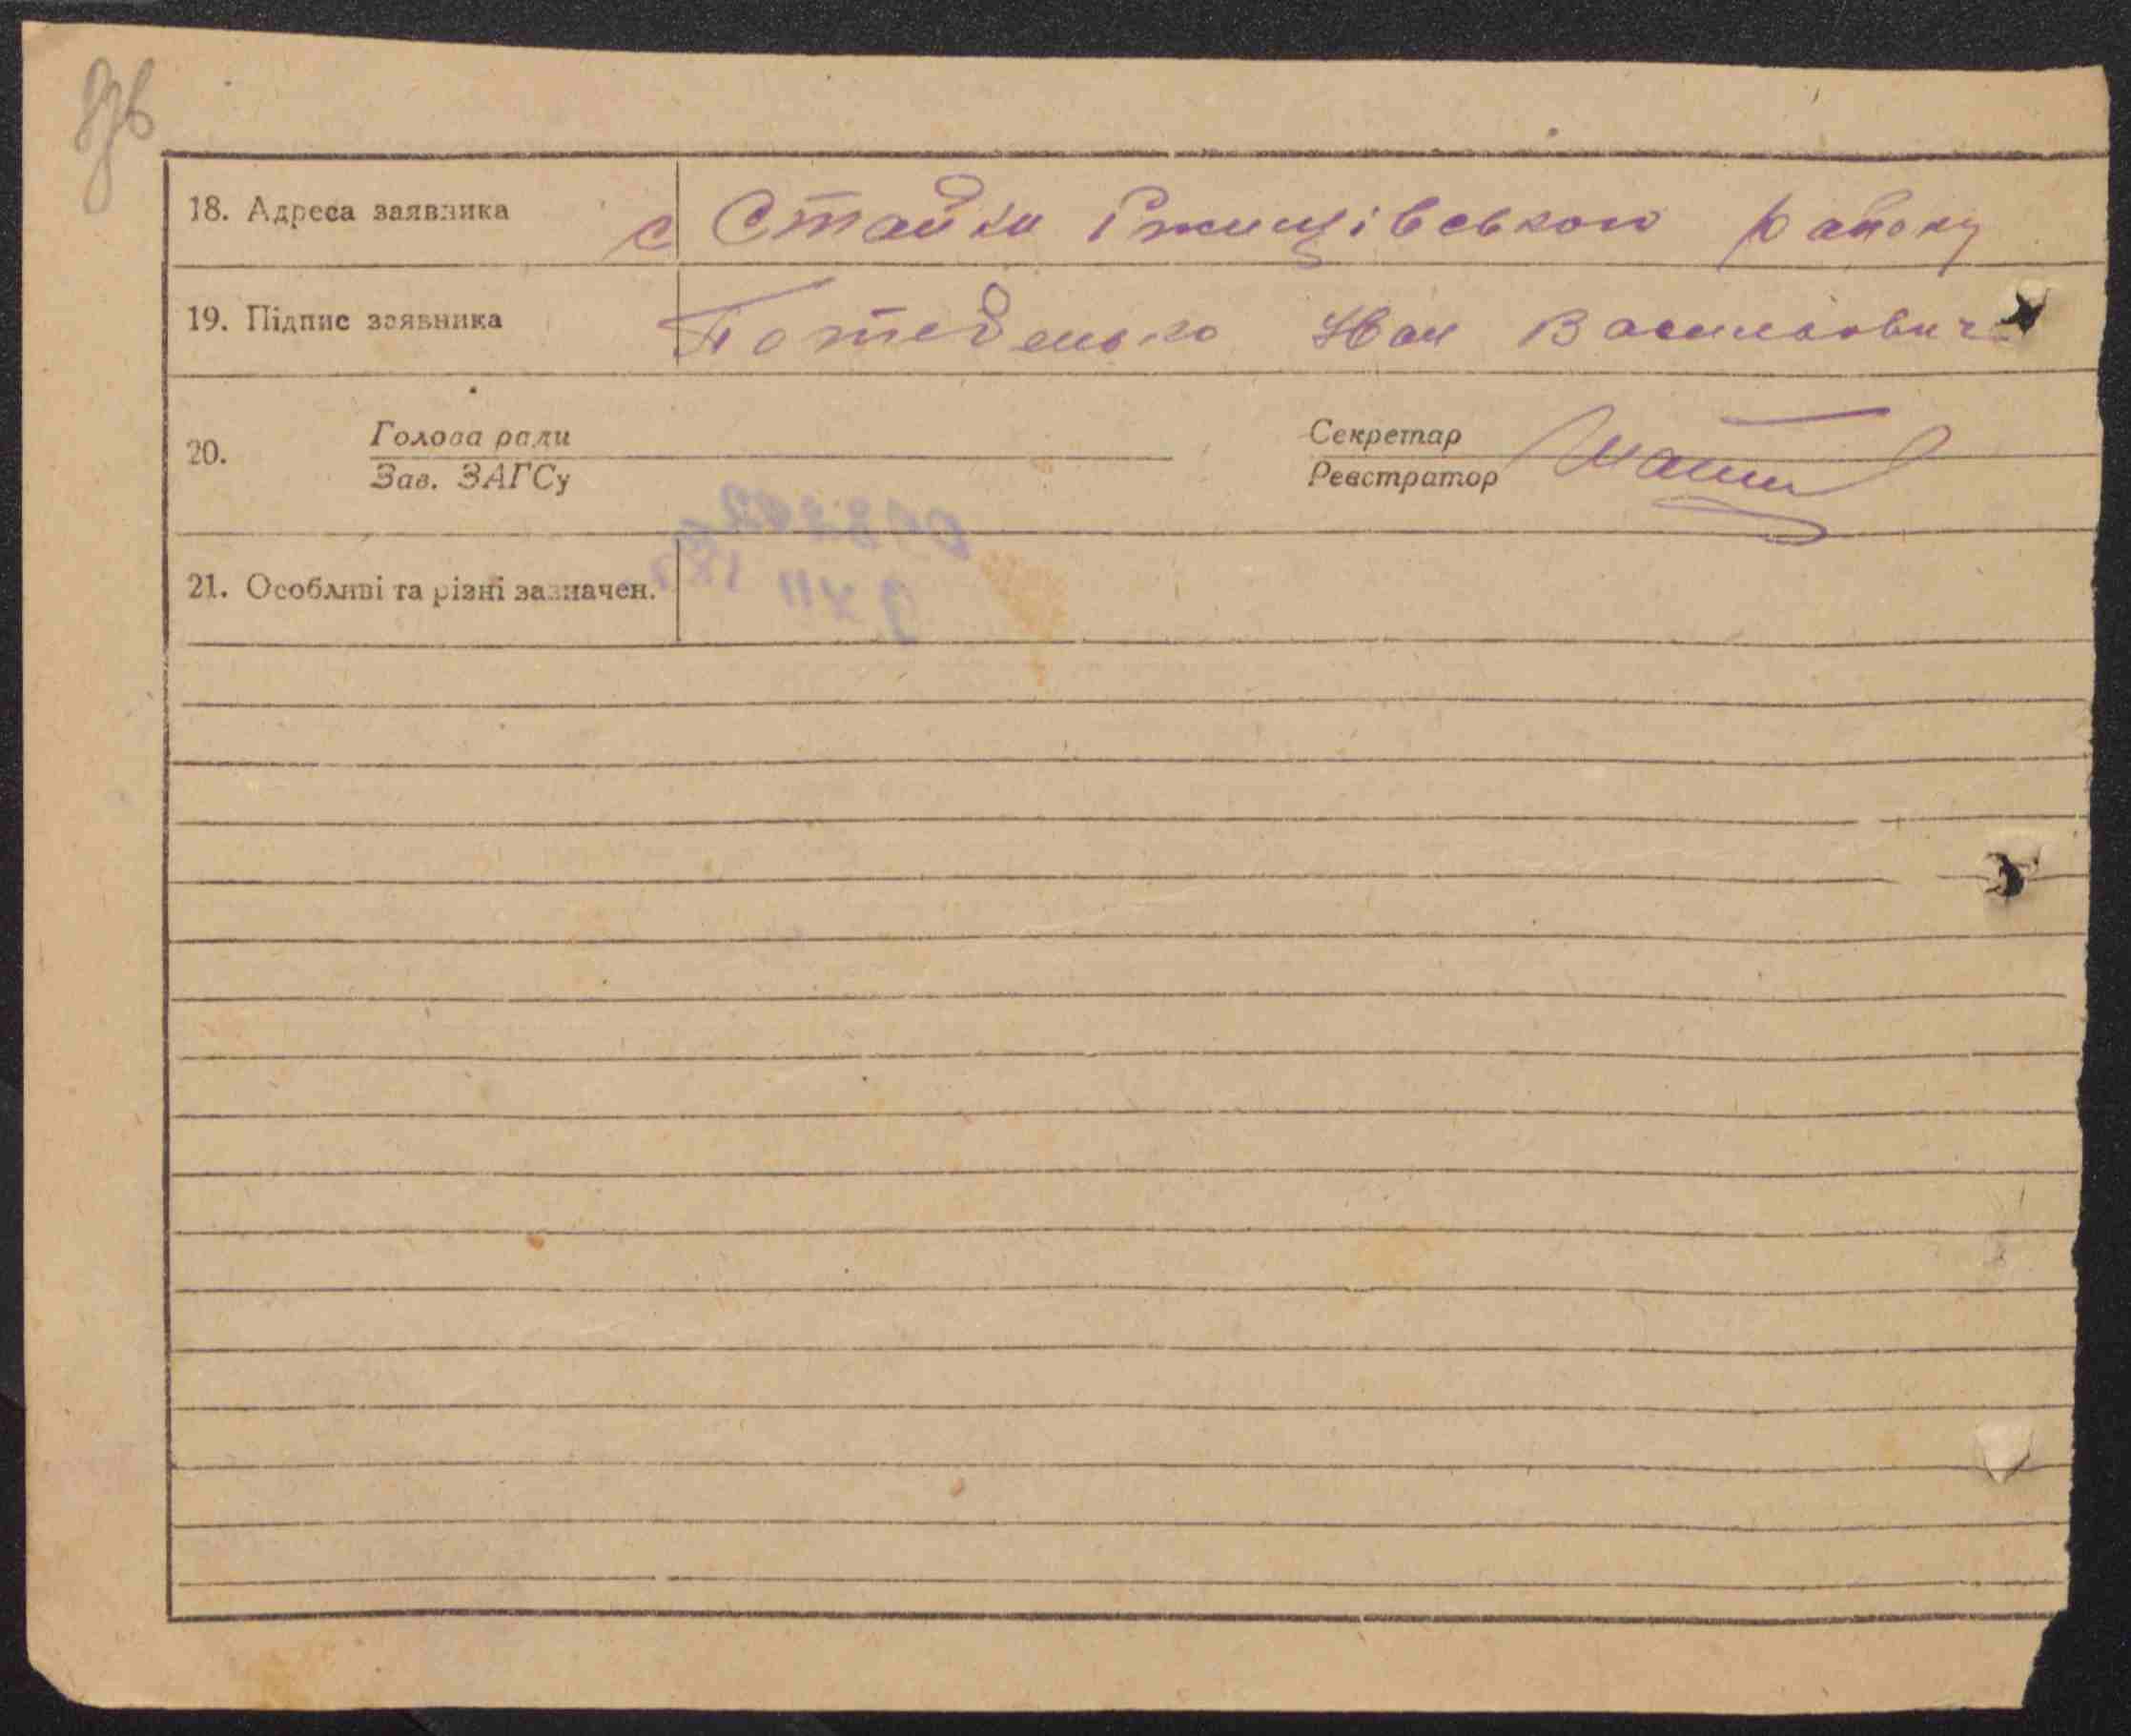 18. Адреса заявника с Стайки Ржищівського району
19. Підпис заявника Иван Васильович
20. Голова ради Секретар
Зав. ЗАГСу Реєстратор
21. Особливі та різні зазначен.